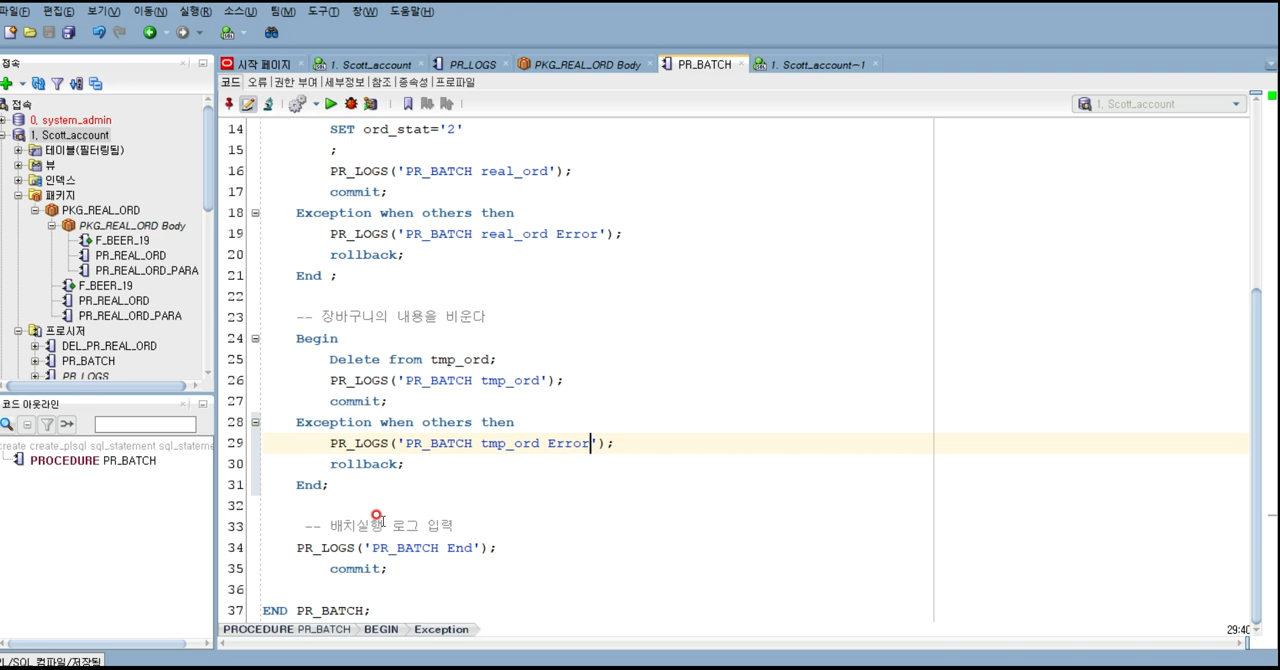 파일(F) 편집(E) 보기(V) 이동(N) 실행(R) 소스(U) 팀(M) 도구(T) 창(W) 도움말(H)
접속
접속
0. system_admin
1. Scott_account
테이블(필터링됨)
뷰
인덱스
패키지
PKG_REAL_ORD
PKG_REAL_ORD Body
F_BEER_19
PR_REAL_ORD
PR_REAL_ORD_PARA
F_BEER_19
PR_REAL_ORD
PR_REAL_ORD_PARA
프로시저
DEL_PR_REAL_ORD
PR_BATCH
PR_LOGS
코드 아웃라인
create create_plsql sql_statement sql_stateme
PROCEDURE PR_BATCH
시작 페이지 1. Scott_account PR_LOGS PKG_REAL_ORD Body PR_BATCH 1. Scott_account~1
코드 오류 권한 부여 세부정보 참조 종속성 프로파일
1. Scott_account
14 SET ord_stat='2'
15 ;
16 PR_LOGS('PR_BATCH real_ord');
17 commit;
18 Exception when others then
19 PR_LOGS('PR_BATCH real_ord Error');
20 rollback;
21 End ;
22
23 -- 장바구니의 내용을 비운다
24 Begin
25 Delete from tmp_ord;
26 PR_LOGS('PR_BATCH tmp_ord');
27 commit;
28 Exception when others then
29 PR_LOGS('PR_BATCH tmp_ord Error');
30 rollback;
31 End;
32
33 -- 배치실행 로그 입력
34 PR_LOGS('PR_BATCH End');
35 commit;
36
37 END PR_BATCH;
PROCEDURE PR_BATCH BEGIN Exception
29:40
PL/SQL 컴파일/저장됨